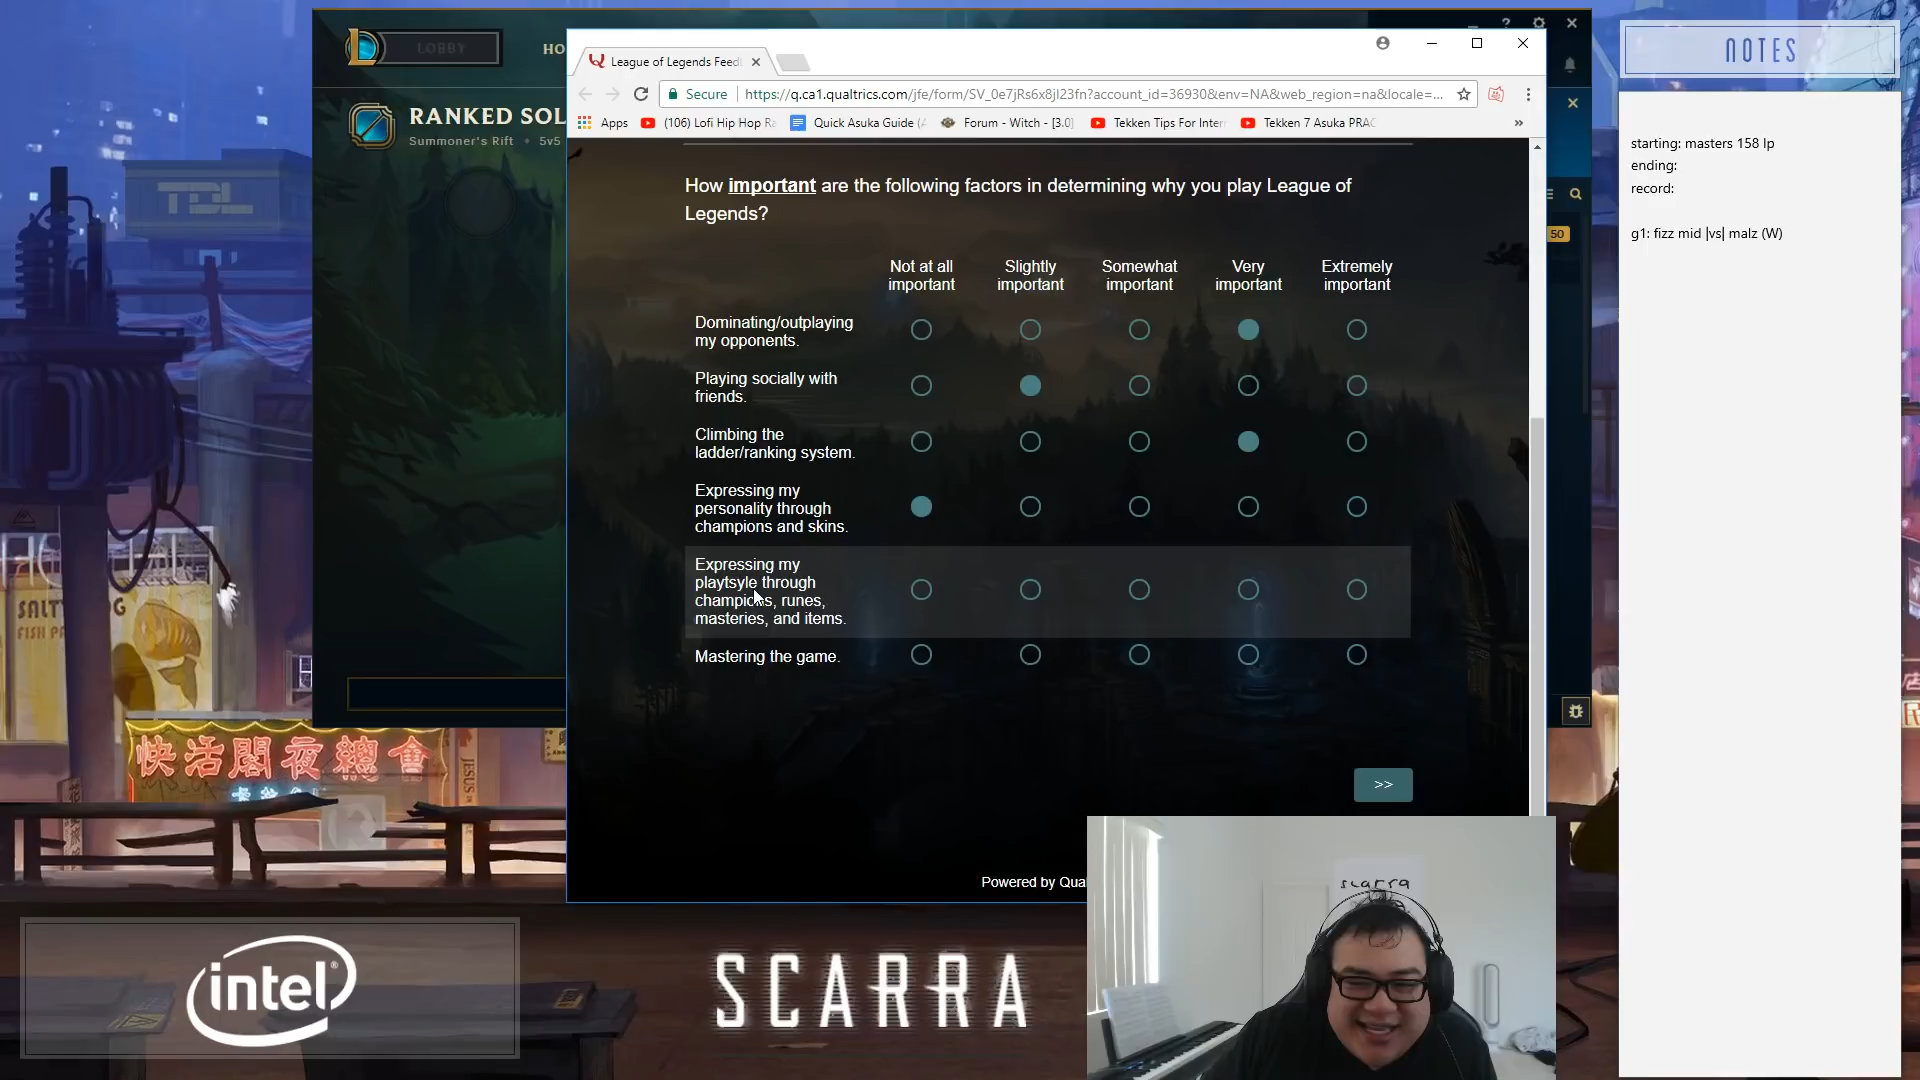 LOBBY
HO
RANKED SOL
Summoner's Rift • 5v5
League of Legends Feed
Secure
https://q.ca1.qualtrics.com/jfe/form/SV_0e7jRs6x8jl23fn?account_id=36930&env=NA&web_region=na&locale=...
Apps
(106) Lofi Hip Hop Ra
Quick Asuka Guide (
Forum - Witch - [3.0]
Tekken Tips For Inter
Tekken 7 Asuka PRAC
»
How important are the following factors in determining why you play League of
Legends?
Not at all
important
Slightly
important
Somewhat
important
Very
important
Extremely
important
Dominating/outplaying
my opponents.
Playing socially with
friends.
Climbing the
ladder/ranking system.
Expressing my
personality through
champions and skins.
Expressing my
playtsyle through
champions, runes,
masteries, and items.
Mastering the game.
>>
Powered by Qual
50
NOTES
starting: masters 158 lp
ending:
record:
g1: fizz mid |vs| malz (W)
TDL
SALTY DOG
快活閣夜總會
JESUS
scarra
intel®
SCARRA